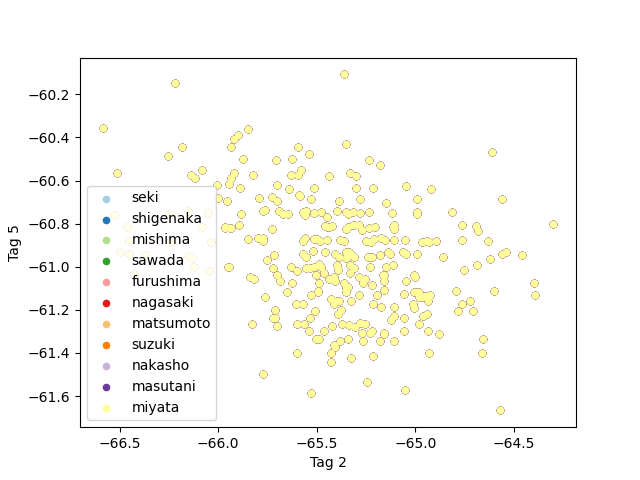 −60.2
−60.4
−60.6
−60.8
−61.0
−61.2
−61.4
−61.6
Tag 5
seki
shigenaka
mishima
sawada
furushima
nagasaki
matsumoto
suzuki
nakasho
masutani
miyata
−66.5
−66.0
−65.5
−65.0
−64.5
Tag 2